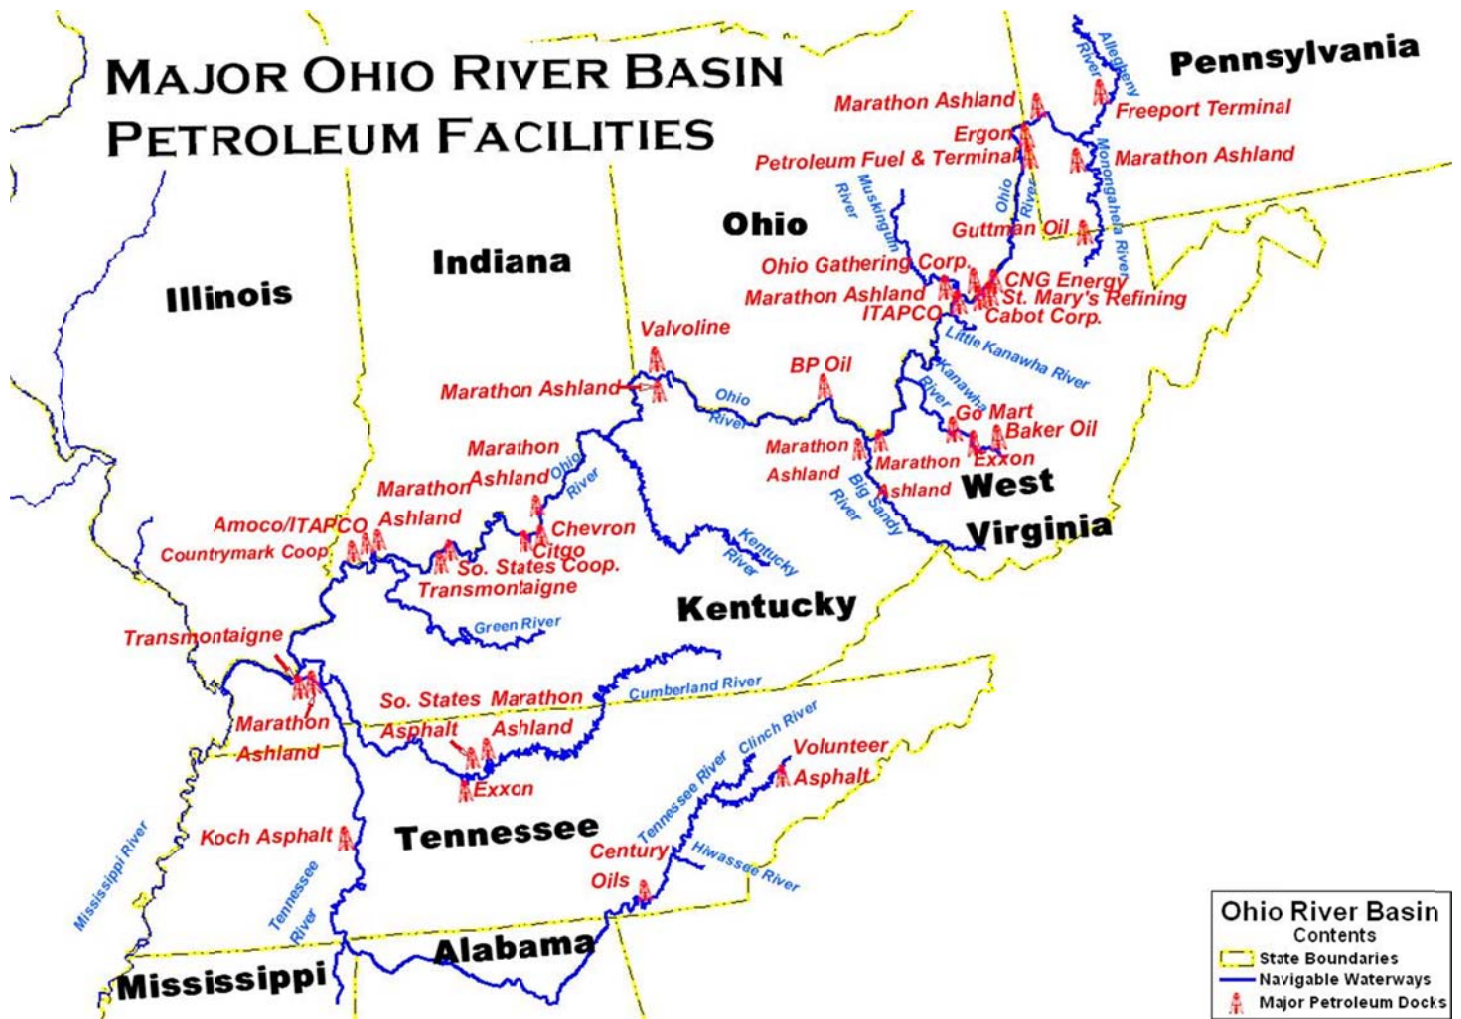 MAJOR OHIO RIVER BASIN
PETROLEUM FACILITIES
Pennsylvania
Allegheny
River
Marathon Ashland
Freeport Terminal
Ergon
Petroleum Fuel & Terminal
Marathon Ashland
Monongahela River
Muskingum
River
Ohio
River
Ohio
Guttman Oil
Indiana
Illinois
Ohio Gathering Corp.
CNG Energy
Marathon Ashland
St. Mary's Refining
ITAPCO
Cabot Corp.
Little Kanawha River
Valvoline
BP Oil
Marathon Ashland
Ohio
River
Kanawha
River
Go Mart
Baker Oil
Exxon
Marathon
Ashland
Marathon
Ashland
West
Virginia
Big Sandy
River
Marathon
Ashland
Ohio
River
Marathon
Ashland
Amoco/ITAPCO
Countrymark Coop.
Chevron
Citgo
So. States Coop.
Transmontaigne
Kentucky
River
Kentucky
Green River
Transmontaigne
Marathon
Ashland
So. States
Asphalt
Marathon
Ashland
Cumberland River
Exxon
Clinch River
Tennessee River
Volunteer
Asphalt
Koch Asphalt
Tennessee
Century
Oils
Hiwassee River
Mississippi River
Tennessee
River
Alabama
Mississippi
Ohio River Basin
Contents
State Boundaries
Navigable Waterways
Major Petroleum Docks